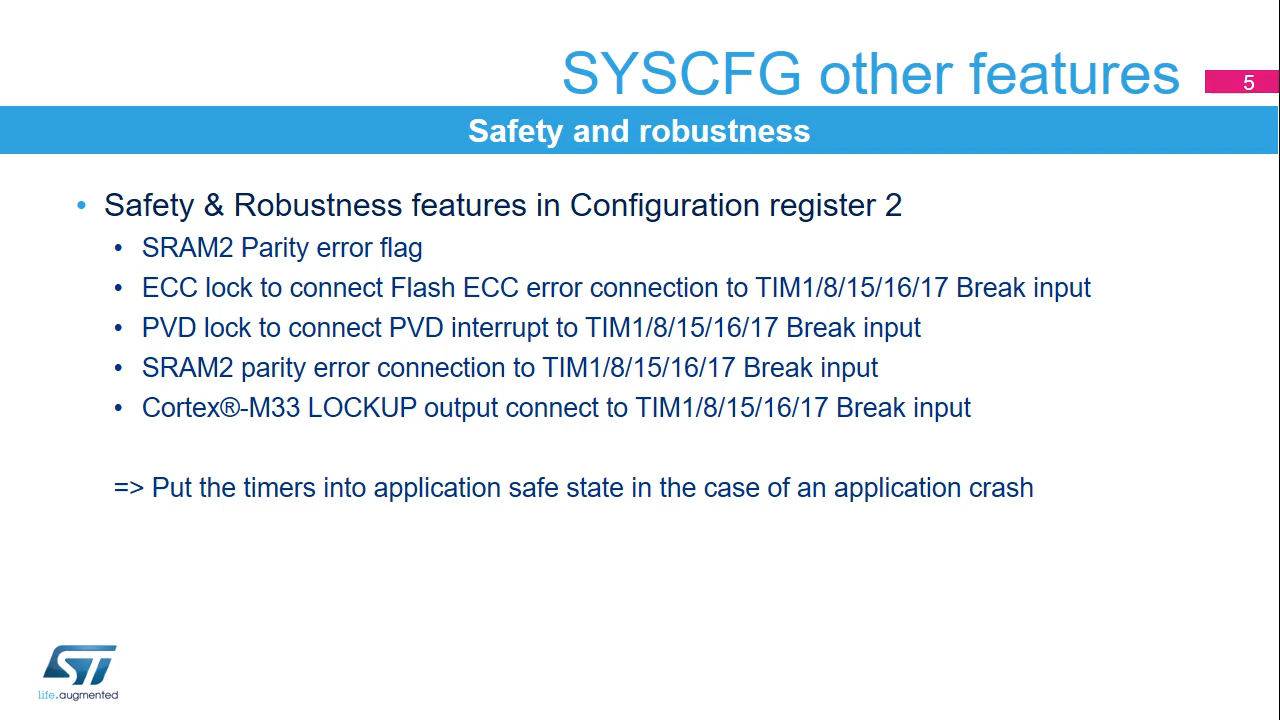 SYSCFG other features
5
Safety and robustness
• Safety & Robustness features in Configuration register 2
• SRAM2 Parity error flag
• ECC lock to connect Flash ECC error connection to TIM1/8/15/16/17 Break input
• PVD lock to connect PVD interrupt to TIM1/8/15/16/17 Break input
• SRAM2 parity error connection to TIM1/8/15/16/17 Break input
• Cortex®-M33 LOCKUP output connect to TIM1/8/15/16/17 Break input
=> Put the timers into application safe state in the case of an application crash
ST
life.augmented